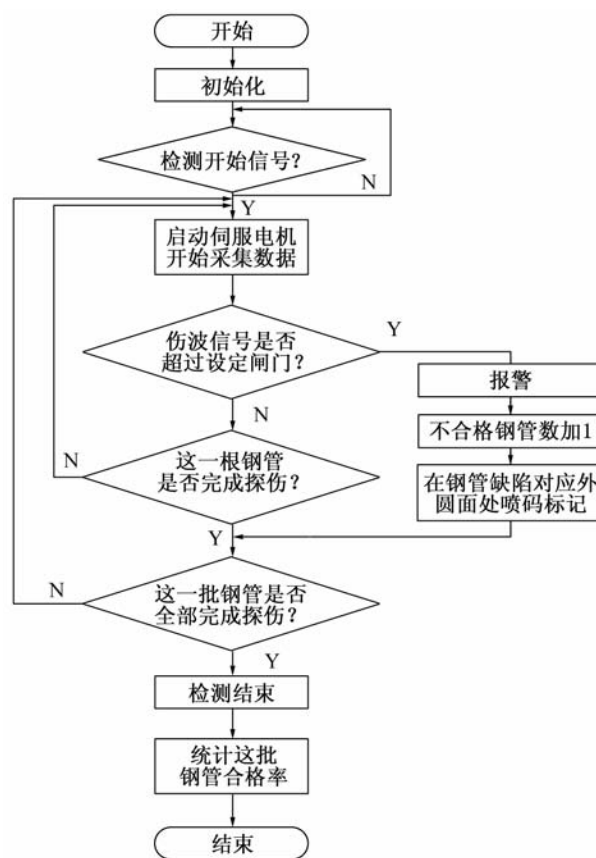 开始
初始化
检测开始信号?
N
Y
启动伺服电机
开始采集数据
伤波信号是否
超过设定闸门?
Y
报警
N
不合格钢管数加1
这一根钢管
是否完成探伤?
N
在钢管缺陷对应外
圆面处喷码标记
Y
N
这一批钢管是否
全部完成探伤?
Y
检测结束
统计这批
钢管合格率
结束